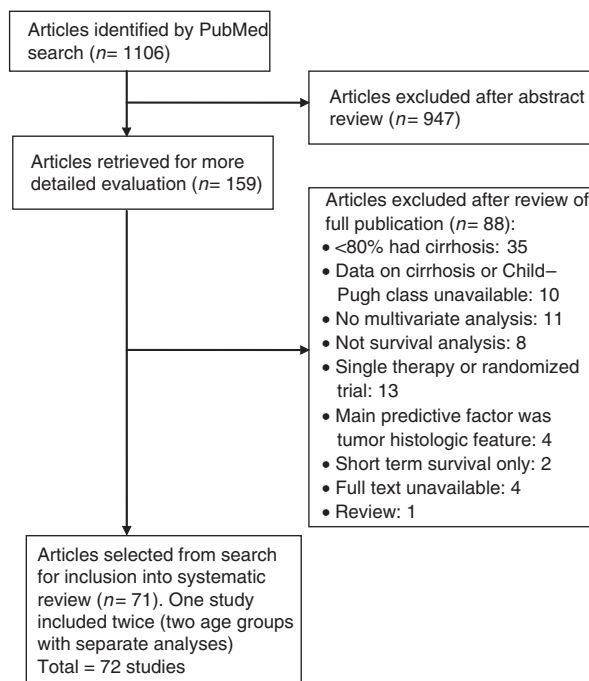 Articles identified by PubMed
search (n= 1106)
Articles excluded after abstract
review (n = 947)
Articles retrieved for more
detailed evaluation (n = 159)
Articles excluded after review of
full publication (n= 88):
• <80% had cirrhosis: 35
• Data on cirrhosis or Child–
Pugh class unavailable: 10
• No multivariate analysis: 11
• Not survival analysis: 8
• Single therapy or randomized
trial: 13
• Main predictive factor was
tumor histologic feature: 4
• Short term survival only: 2
• Full text unavailable: 4
• Review: 1
Articles selected from search
for inclusion into systematic
review (n= 71). One study
included twice (two age groups
with separate analyses)
Total = 72 studies